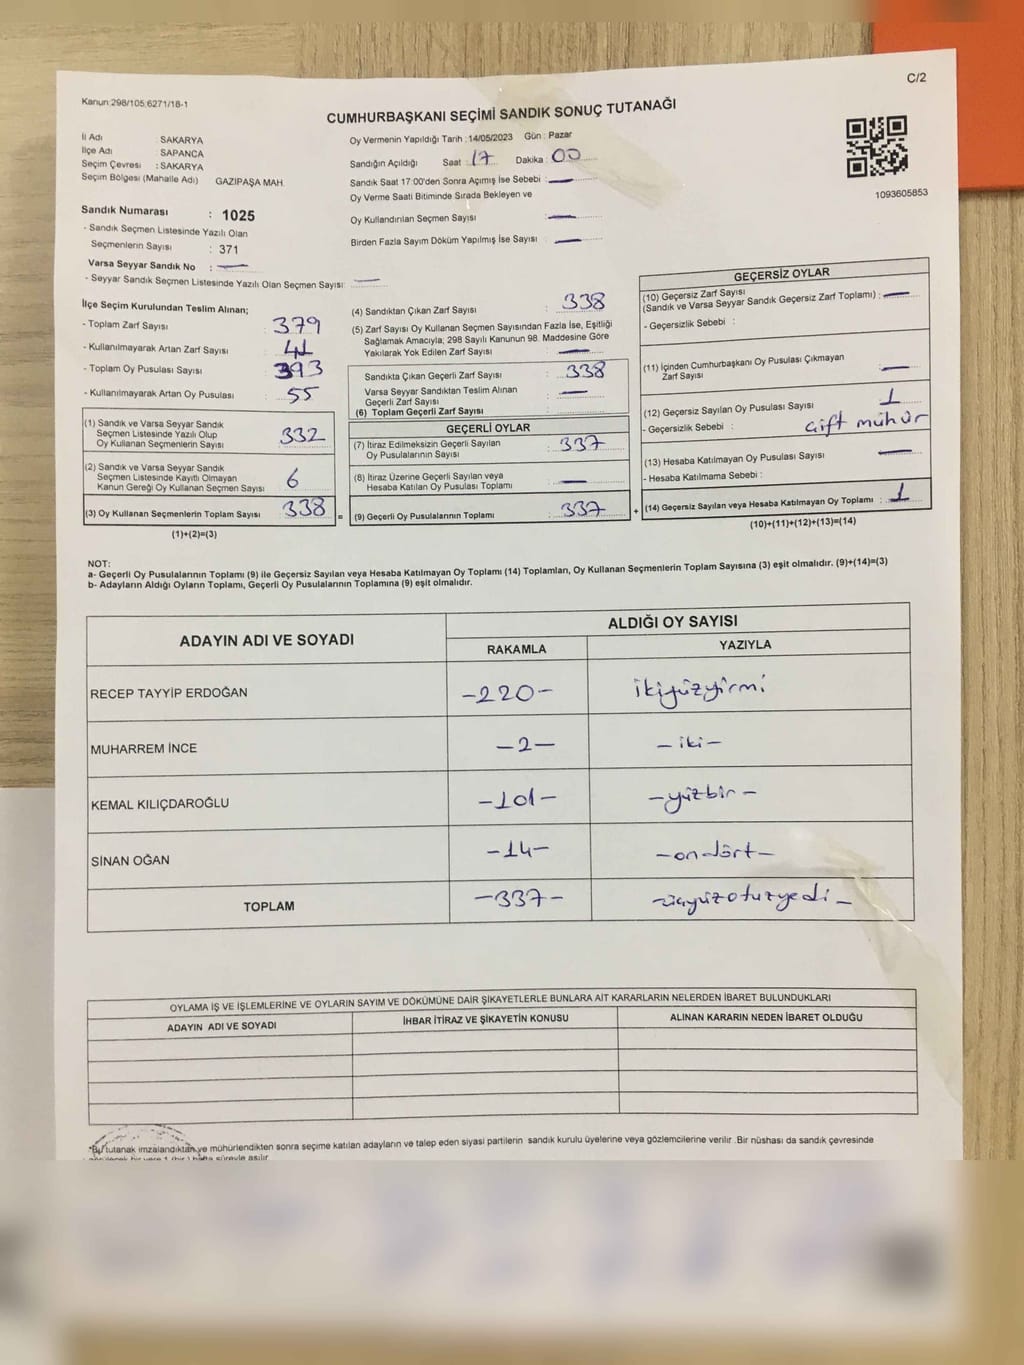 C/2
Kanun:298/105,6271/18-1
CUMHURBAŞKANI SEÇİMİ SANDIK SONUÇ TUTANAĞI
İl Adı : SAKARYA
İlçe Adı : SAPANCA
Seçim Çevresi : SAKARYA
Seçim Bölgesi (Mahalle Adı) GAZİPAŞA MAH.
Sandık Numarası : 1025
- Sandık Seçmen Listesinde Yazılı Olan
Seçmenlerin Sayısı : 371
Varsa Seyyar Sandık No : —
- Seyyar Sandık Seçmen Listesinde Yazılı Olan Seçmen Sayısı: —
Oy Vermenin Yapıldığı Tarih : 14/05/2023 Gün : Pazar
Sandığın Açıldığı Saat : 17 Dakika : 00
Sandık Saat 17:00'den Sonra Açımış İse Sebebi : —
Oy Verme Saati Bitiminde Sırada Bekleyen ve
Oy Kullandırılan Seçmen Sayısı : —
Birden Fazla Sayım Döküm Yapılmış İse Sayısı : —
1093605853
İlçe Seçim Kurulundan Teslim Alınan;
- Toplam Zarf Sayısı : 379
- Kullanılmayarak Artan Zarf Sayısı : 41
- Toplam Oy Pusulası Sayısı : 393
- Kullanılmayarak Artan Oy Pusulası : 55
(1) Sandık ve Varsa Seyyar Sandık
Seçmen Listesinde Yazılı Olup
Oy Kullanan Seçmenlerin Sayısı : 332
(2) Sandık ve Varsa Seyyar Sandık
Seçmen Listesinde Kayıtlı Olmayan
Kanun Gereği Oy Kullanan Seçmen Sayısı : 6
(3) Oy Kullanan Seçmenlerin Toplam Sayısı : 338 =
(1)+(2)=(3)
(4) Sandıktan Çıkan Zarf Sayısı : 338
(5) Zarf Sayısı Oy Kullanan Seçmen Sayısından Fazla İse, Eşitliği
Sağlamak Amacıyla; 298 Sayılı Kanunun 98. Maddesine Göre
Yakılarak Yok Edilen Zarf Sayısı : —
Sandıkta Çıkan Geçerli Zarf Sayısı : 338
Varsa Seyyar Sandıktan Teslim Alınan
Geçerli Zarf Sayısı : —
(6) Toplam Geçerli Zarf Sayısı :
GEÇERLİ OYLAR
(7) İtiraz Edilmeksizin Geçerli Sayılan
Oy Pusulalarının Sayısı : 337
(8) İtiraz Üzerine Geçerli Sayılan veya
Hesaba Katılan Oy Pusulası Toplamı : —
(9) Geçerli Oy Pusulalarının Toplamı : 337 +
GEÇERSİZ OYLAR
(10) Geçersiz Zarf Sayısı
(Sandık ve Varsa Seyyar Sandık Geçersiz Zarf Toplamı) : —
- Geçersizlik Sebebi :
(11) İçinden Cumhurbaşkanı Oy Pusulası Çıkmayan
Zarf Sayısı : —
(12) Geçersiz Sayılan Oy Pusulası Sayısı : 1
- Geçersizlik Sebebi : Çift mühür
(13) Hesaba Katılmayan Oy Pusulası Sayısı : —
- Hesaba Katılmama Sebebi :
(14) Geçersiz Sayılan veya Hesaba Katılmayan Oy Toplamı : 1
(10)+(11)+(12)+(13)=(14)
NOT:
a- Geçerli Oy Pusulalarının Toplamı (9) ile Geçersiz Sayılan veya Hesaba Katılmayan Oy Toplamı (14) Toplamları, Oy Kullanan Seçmenlerin Toplam Sayısına (3) eşit olmalıdır. (9)+(14)=(3)
b- Adayların Aldığı Oyların Toplamı, Geçerli Oy Pusulalarının Toplamına (9) eşit olmalıdır.
ADAYIN ADI VE SOYADI ALDIĞI OY SAYISI
RAKAMLA YAZIYLA
RECEP TAYYİP ERDOĞAN -220- ikiyüzyirmi
MUHARREM İNCE -2- -iki-
KEMAL KILIÇDAROĞLU -101- -yüzbir-
SİNAN OĞAN -14- -ondört-
TOPLAM -337- -üçyüzotuzyedi-
OYLAMA İŞ VE İŞLEMLERİNE VE OYLARIN SAYIM VE DÖKÜMÜNE DAİR ŞİKAYETLERLE BUNLARA AİT KARARLARIN NELERDEN İBARET BULUNDUKLARI
ADAYIN ADI VE SOYADI İHBAR İTİRAZ VE ŞİKAYETİN KONUSU ALINAN KARARIN NEDEN İBARET OLDUĞU
*Bu tutanak imzalandıktan ve mühürlendikten sonra seçime katılan adayların ve talep eden siyasi partilerin sandık kurulu üyelerine veya gözlemcilerine verilir .Bir nüshası da sandık çevresinde